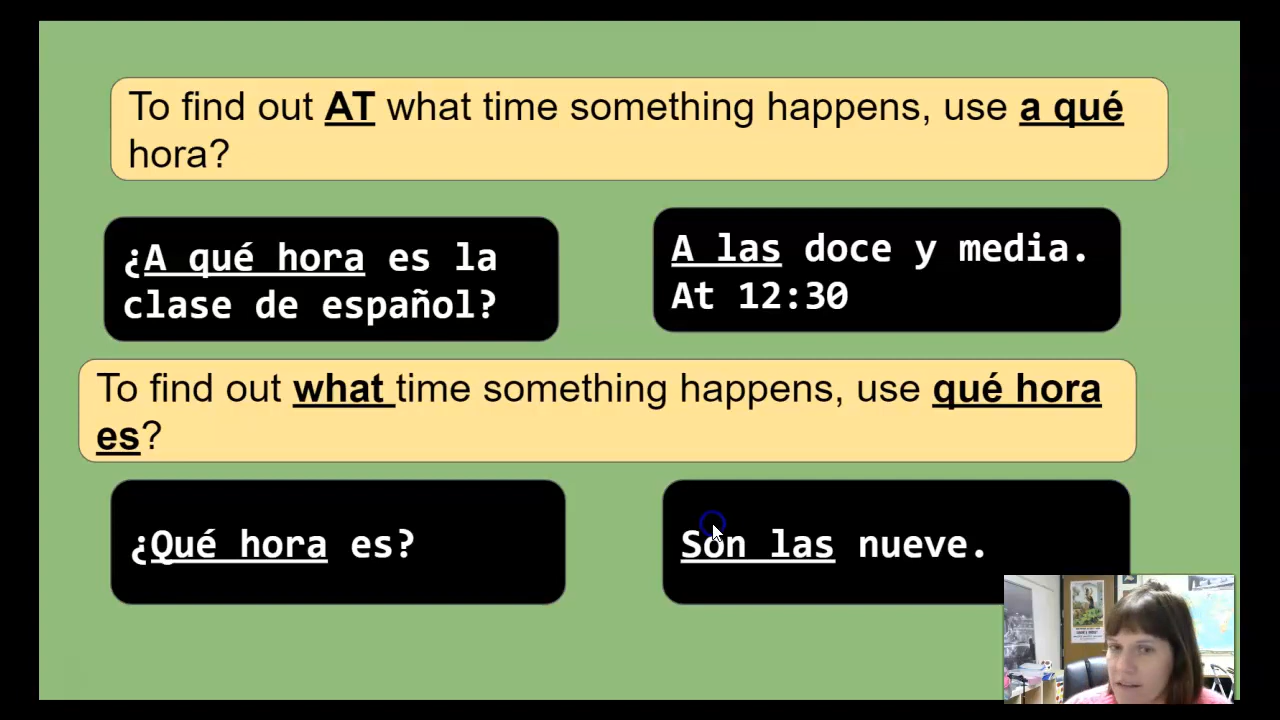 To find out AT what time something happens, use a qué
hora?
¿A qué hora es la
clase de español?
A las doce y media.
At 12:30
To find out what time something happens, use qué hora
es?
¿Qué hora es?
Son las nueve.